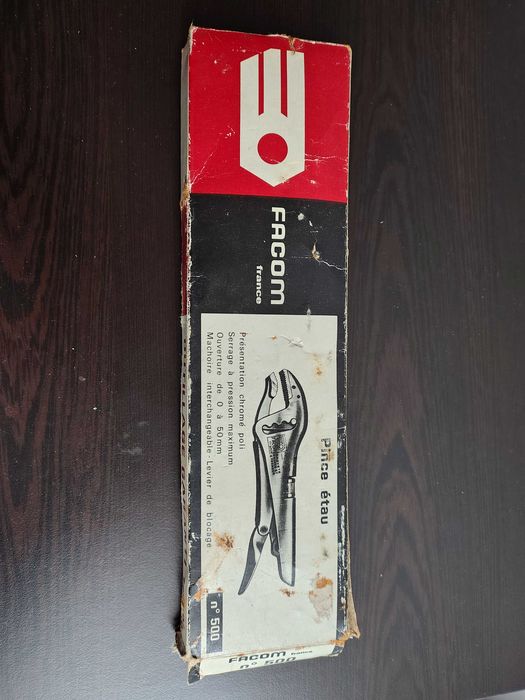 FACOM
france
Pince étau
Présentation chromé poli
Serrage à pression maximum
Ouverture de 0 à 50mm
Machoire interchangeable - Levier de blocage
n° 500
FACOM france
n° 500